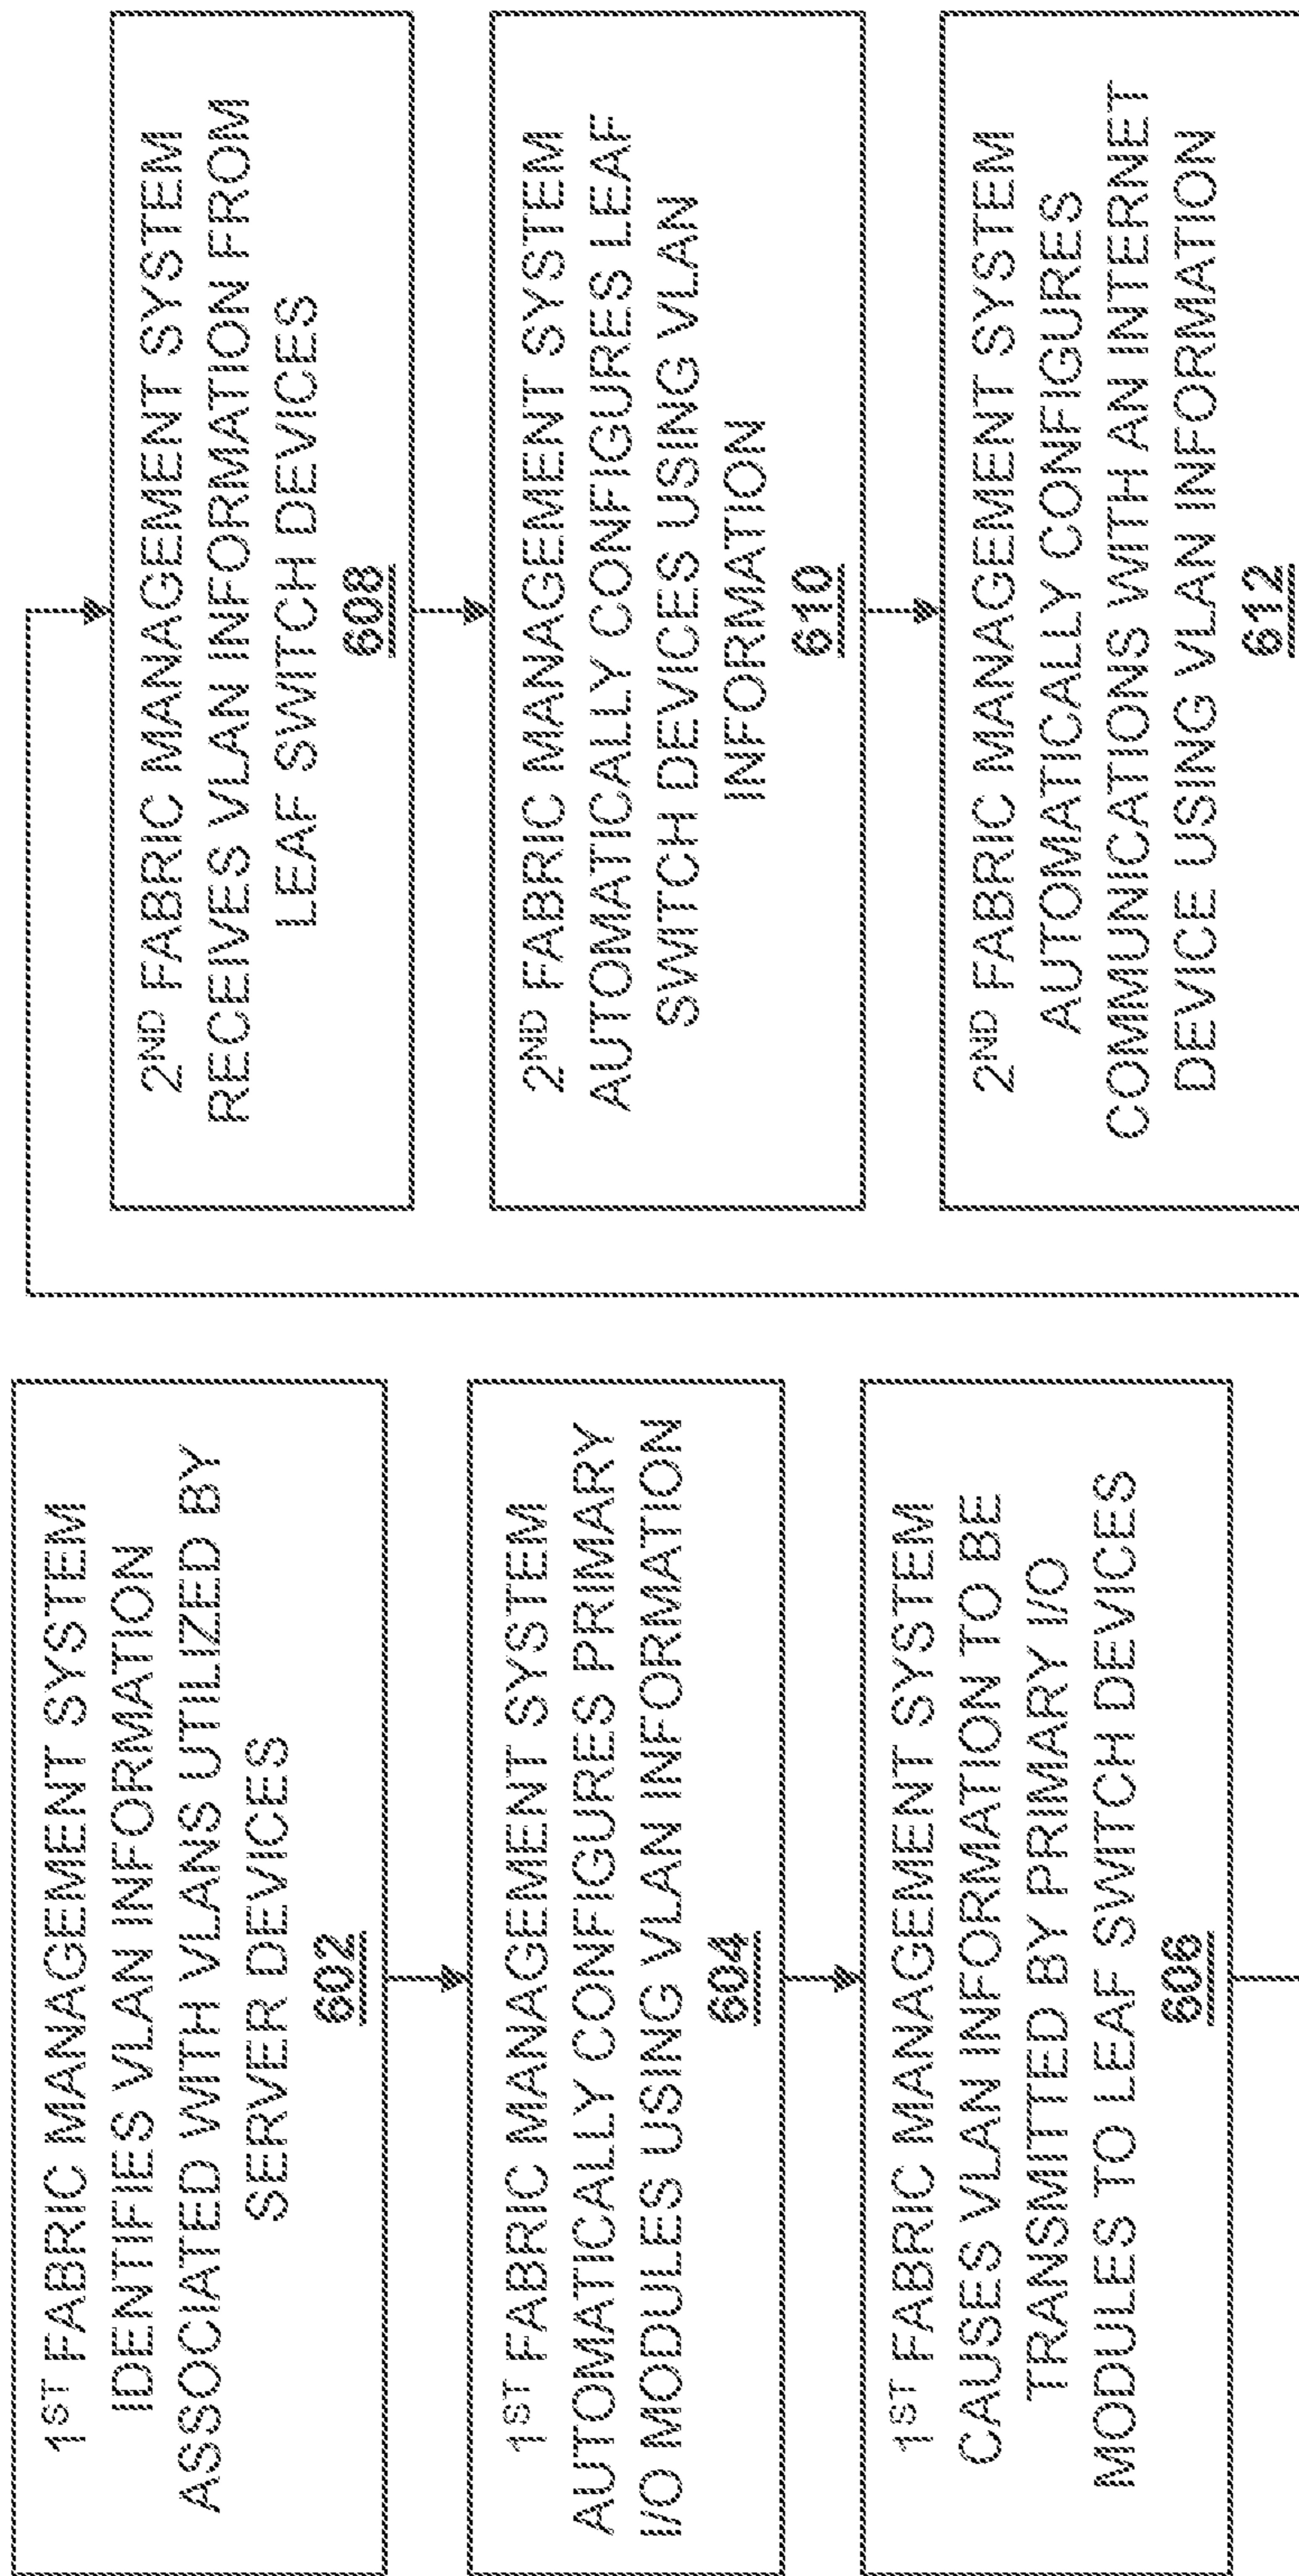 1ST FABRIC MANAGEMENT SYSTEM
IDENTIFIES VLAN INFORMATION
ASSOCIATED WITH VLANS UTILIZED BY
SERVER DEVICES
602
1ST FABRIC MANAGEMENT SYSTEM
AUTOMATICALLY CONFIGURES PRIMARY
I/O MODULES USING VLAN INFORMATION
604
1ST FABRIC MANAGEMENT SYSTEM
CAUSES VLAN INFORMATION TO BE
TRANSMITTED BY PRIMARY I/O
MODULES TO LEAF SWITCH DEVICES
606
2ND FABRIC MANAGEMENT SYSTEM
RECEIVES VLAN INFORMATION FROM
LEAF SWITCH DEVICES
608
2ND FABRIC MANAGEMENT SYSTEM
AUTOMATICALLY CONFIGURES LEAF
SWITCH DEVICES USING VLAN
INFORMATION
610
2ND FABRIC MANAGEMENT SYSTEM
AUTOMATICALLY CONFIGURES
COMMUNICATIONS WITH AN INTERNET
DEVICE USING VLAN INFORMATION
612